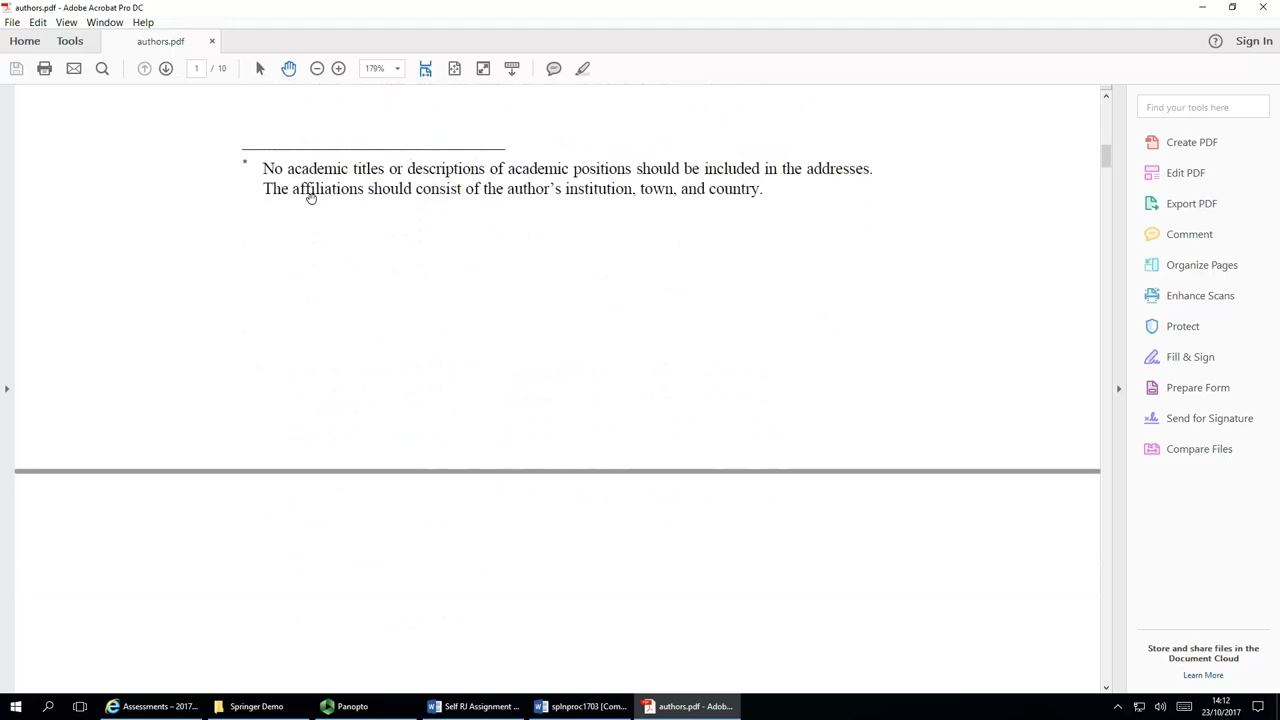 authors.pdf - Adobe Acrobat Pro DC
File Edit View Window Help
Home Tools authors.pdf × ? Sign In
1 / 10 179%
Find your tools here
* No academic titles or descriptions of academic positions should be included in the addresses.
The affiliations should consist of the author's institution, town, and country.
Create PDF
Edit PDF
Export PDF
Comment
Organize Pages
Enhance Scans
Protect
Fill & Sign
Prepare Form
Send for Signature
Compare Files
Store and share files in the
Document Cloud
Learn More
Assessments – 2017... Springer Demo Panopto Self RJ Assignment ... splnproc1703 [Com... authors.pdf - Adob... 14:12
23/10/2017